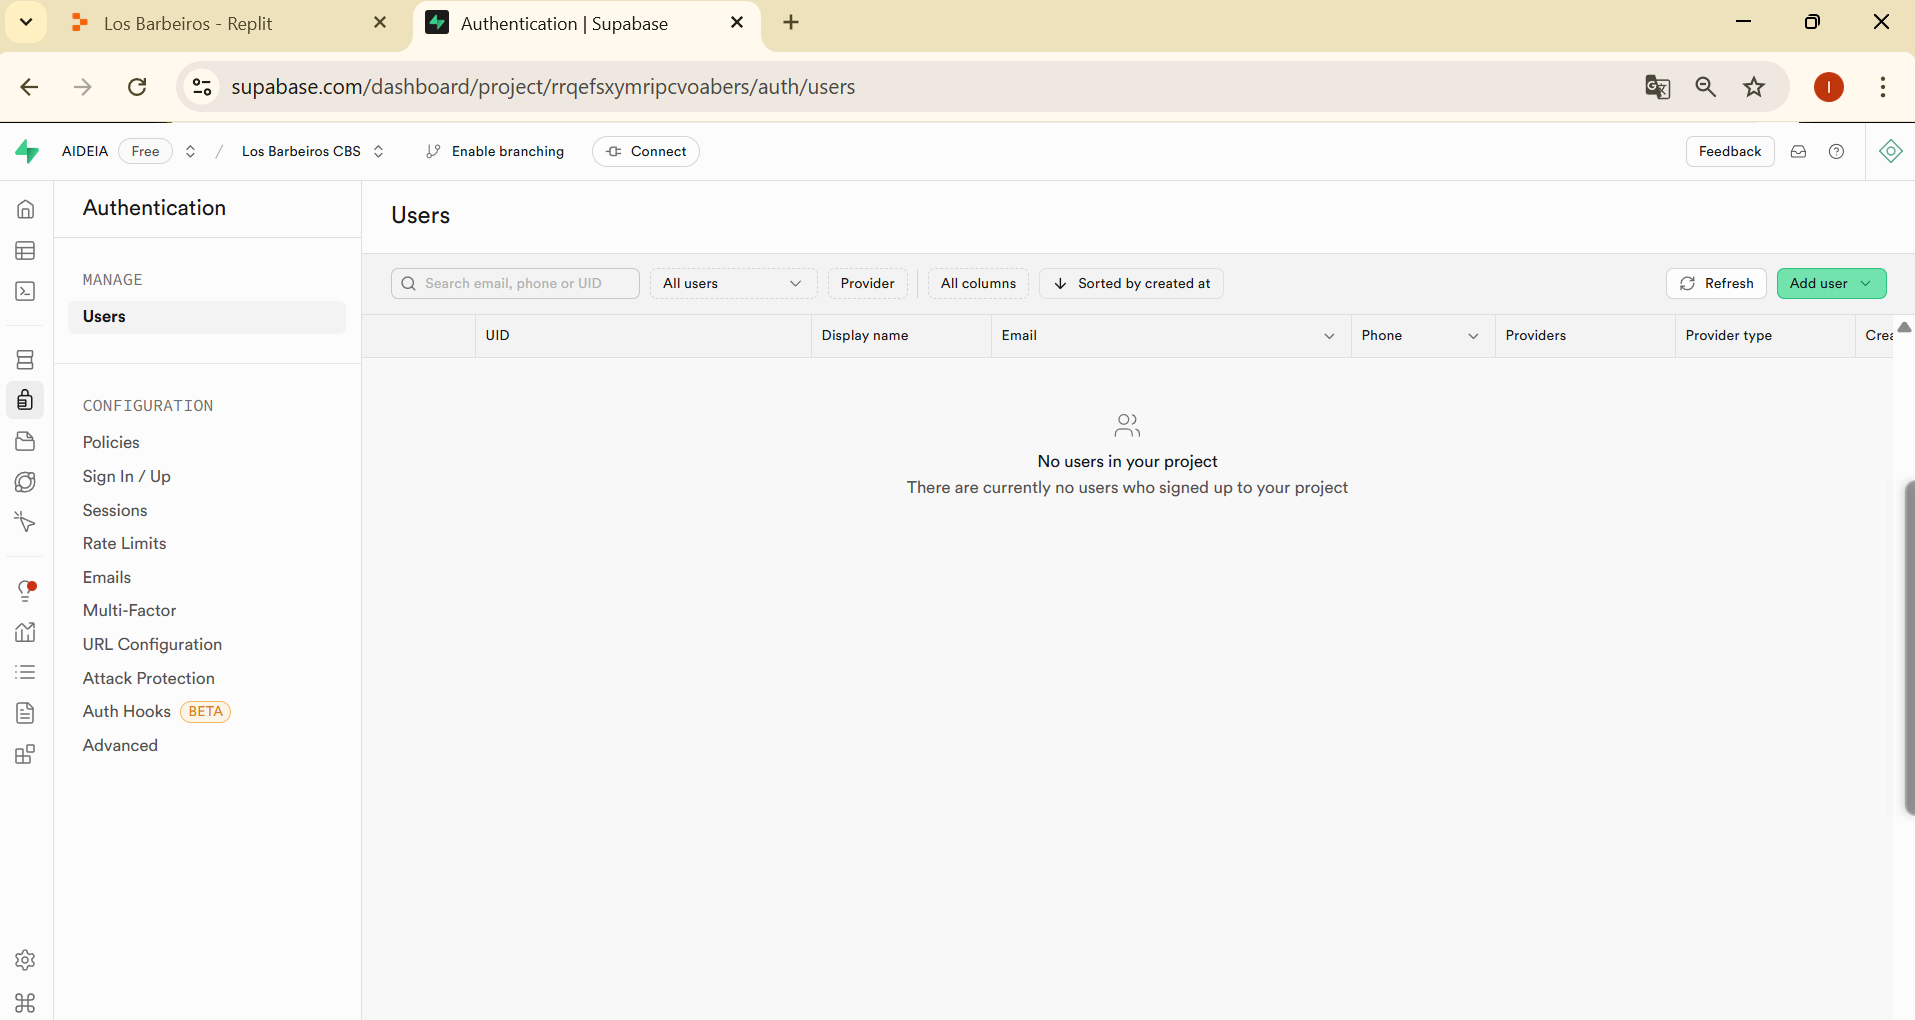 Los Barbeiros - Replit
Authentication | Supabase
supabase.com/dashboard/project/rrqefsxymripcvoabers/auth/users
I
AIDEIA Free / Los Barbeiros CBS Enable branching Connect Feedback
Authentication
MANAGE
Users
CONFIGURATION
Policies
Sign In / Up
Sessions
Rate Limits
Emails
Multi-Factor
URL Configuration
Attack Protection
Auth Hooks BETA
Advanced
Users
Search email, phone or UID All users Provider All columns Sorted by created at Refresh Add user
UID Display name Email Phone Providers Provider type Crea
No users in your project
There are currently no users who signed up to your project